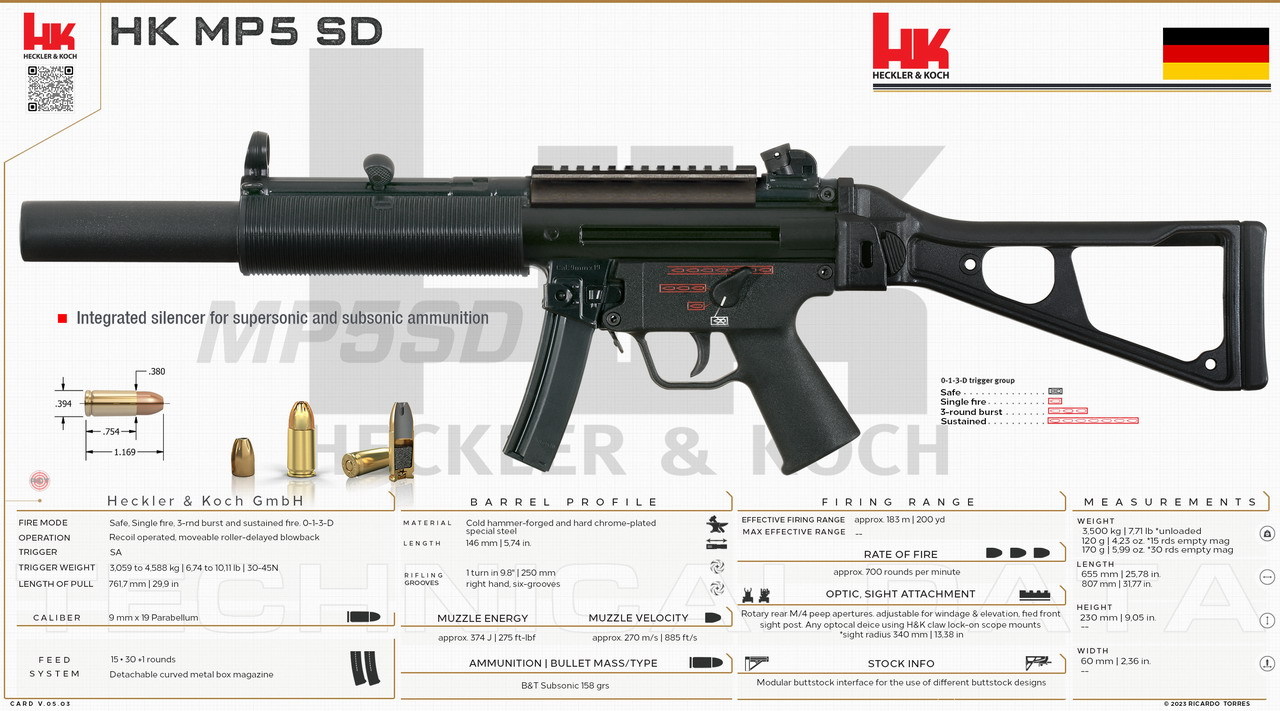 HK
HECKLER & KOCH
HK MP5 SD
HK
HECKLER & KOCH
MP5SD
HK
HECKLER & KOCH
Integrated silencer for supersonic and subsonic ammunition
.380
.394
.754
1.169
0-1-3-D trigger group
Safe
Single fire
3-round burst
Sustained
TECHNICAL DATA
Heckler & Koch GmbH
FIRE MODE Safe, Single fire, 3-rnd burst and sustained fire. 0-1-3-D
OPERATION Recoil operated, moveable roller-delayed blowback
TRIGGER SA
TRIGGER WEIGHT 3,059 to 4,588 kg | 6,74 to 10,11 lb | 30-45N
LENGTH OF PULL 761,7 mm | 29,9 in
CALIBER 9 mm x 19 Parabellum
FEED SYSTEM 15 • 30 +1 rounds
Detachable curved metal box magazine
BARREL PROFILE
MATERIAL Cold hammer-forged and hard chrome-plated
special steel
LENGTH 146 mm | 5,74 in.
RIFLING GROOVES 1 turn in 9.8" | 250 mm
right hand, six-grooves
MUZZLE ENERGY MUZZLE VELOCITY
approx. 374 J | 275 ft-lbf approx. 270 m/s | 885 ft/s
AMMUNITION | BULLET MASS/TYPE
B&T Subsonic 158 grs
FIRING RANGE
EFFECTIVE FIRING RANGE approx. 183 m | 200 yd
MAX EFFECTIVE RANGE --
RATE OF FIRE
approx. 700 rounds per minute
OPTIC, SIGHT ATTACHMENT
Rotary rear M/4 peep apertures, adjustable for windage & elevation, fied front
sight post. Any optocal deice using H&K claw lock-on scope mounts
*sight radius 340 mm | 13,38 in
STOCK INFO
Modular buttstock interface for the use of different buttstock designs
MEASUREMENTS
WEIGHT
3,500 kg | 7,71 lb *unloaded
120 g | 4,23 oz. *15 rds empty mag
170 g | 5,99 oz. *30 rds empty mag
LENGTH
655 mm | 25,78 in.
807 mm | 31,77 in.
HEIGHT
230 mm | 9,05 in.
--
WIDTH
60 mm | 2,36 in.
--
CARD V.05.03
© 2023 RICARDO TORRES